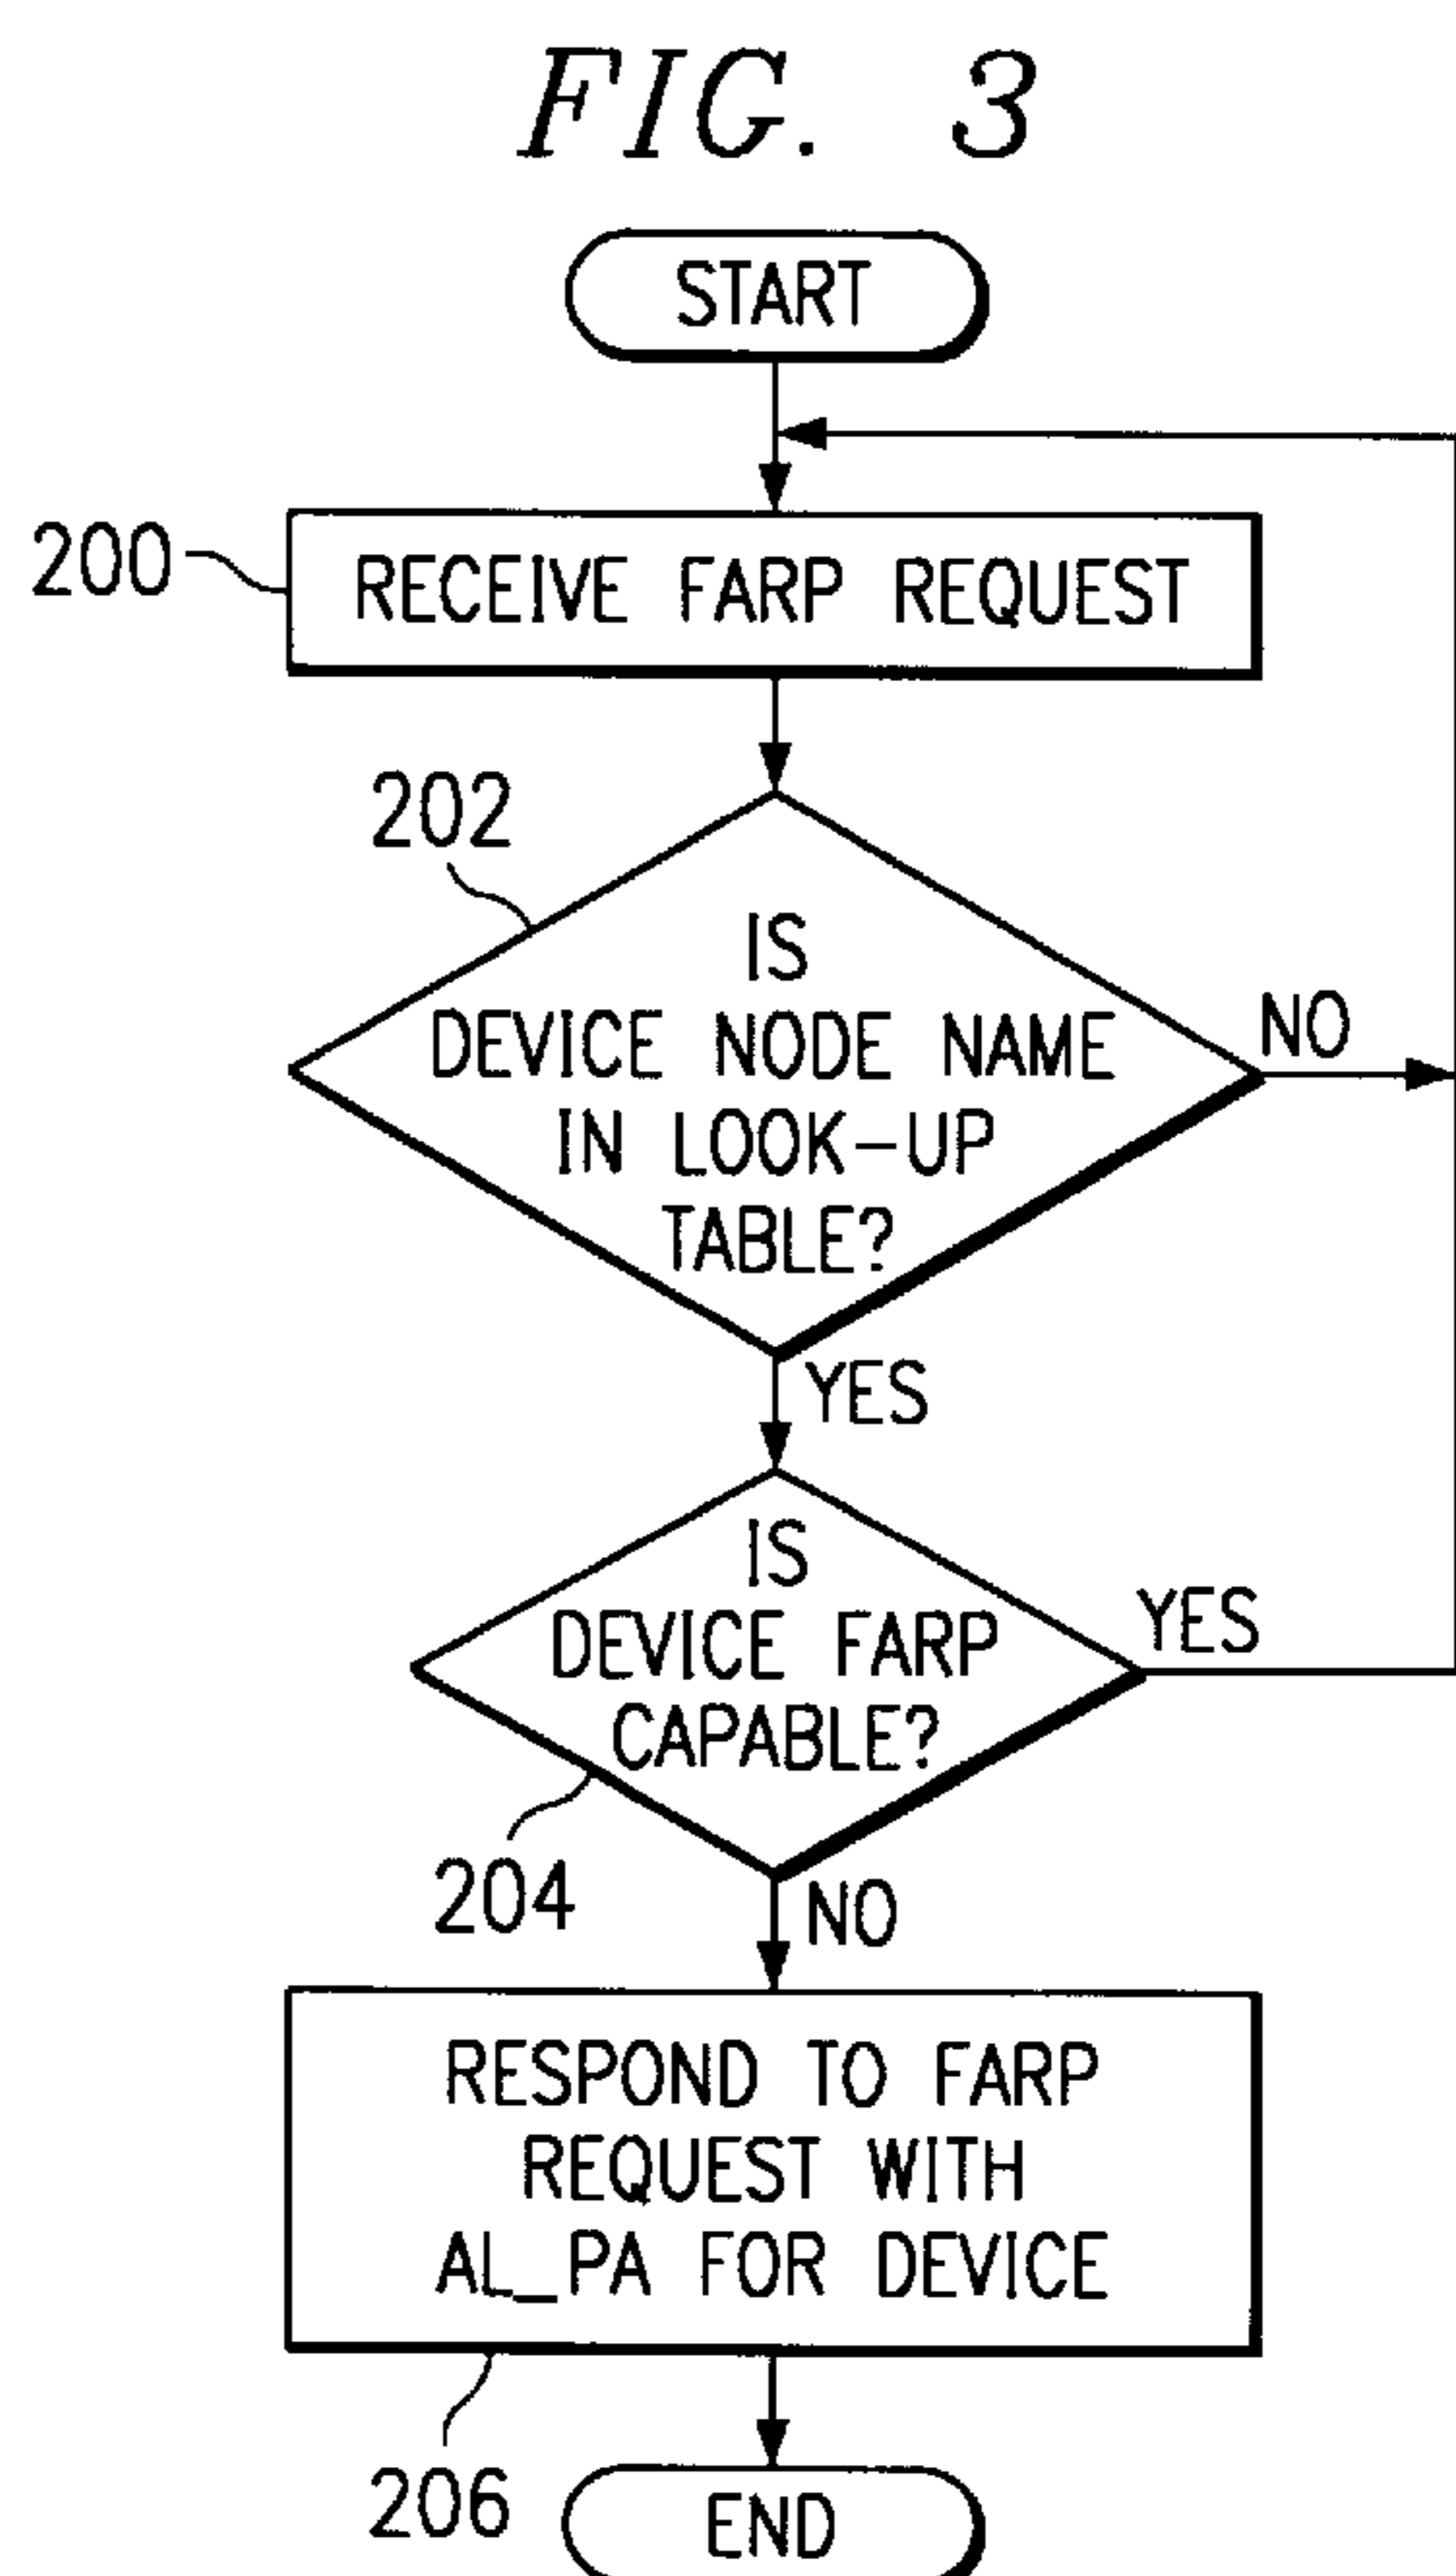 FIG. 3
START
200
RECEIVE FARP REQUEST
202
IS
DEVICE NODE NAME
IN LOOK-UP
TABLE?
NO
YES
IS
DEVICE FARP
CAPABLE?
YES
204
NO
RESPOND TO FARP
REQUEST WITH
AL_PA FOR DEVICE
206
END